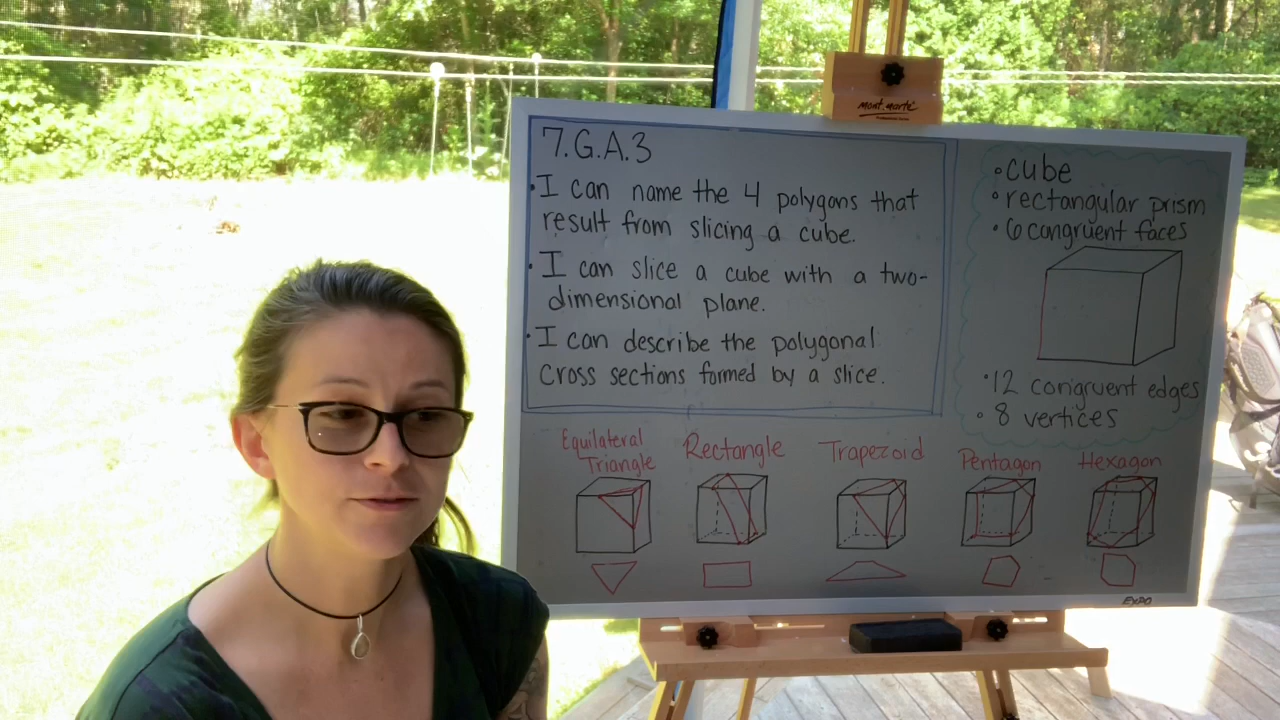 mont.marte
7.G.A.3
• I can name the 4 polygons that
result from slicing a cube.
• I can slice a cube with a two-
dimensional plane.
• I can describe the polygonal
cross sections formed by a slice.
• cube
• rectangular prism
• 6 congruent faces
• 12 congruent edges
• 8 vertices
Equilateral
Triangle
Rectangle
Trapezoid
Pentagon
Hexagon
EXPO